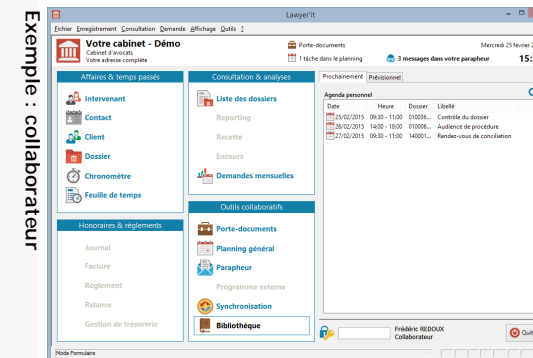 Exemple : collaborateur
Lawyer'it
Fichier Enregistrement Consultation Demande Affichage Outils ?
Votre cabinet - Démo
Cabinet d'avocats
Votre adresse complète
Porte-documents
1 tâche dans le planning
3 messages dans votre parapheur
Mercredi 25 février 2
15:
Affaires & temps passés
Intervenant
Contact
Client
Dossier
Chronomètre
Feuille de temps
Honoraires & réglements
Journal
Facture
Règlement
Relance
Gestion de trésorerie
Consultation & analyses
Liste des dossiers
Reporting
Recette
Encours
Demandes mensuelles
Outils collaboratifs
Porte-documents
Planning général
Parapheur
Programme externe
Synchronisation
Bibliothèque
Prochainement Prévisionnel
Agenda personnel
Date Heure Dossier Libellé
25/02/2015 09:30 - 11:00 010036... Contrôle du dossier
26/02/2015 14:00 - 18:00 010006... Audience de procédure
27/02/2015 09:30 - 11:00 140001... Rendez-vous de conciliation
Frédéric REDOUX
Collaborateur
Quit
Mode Formulaire